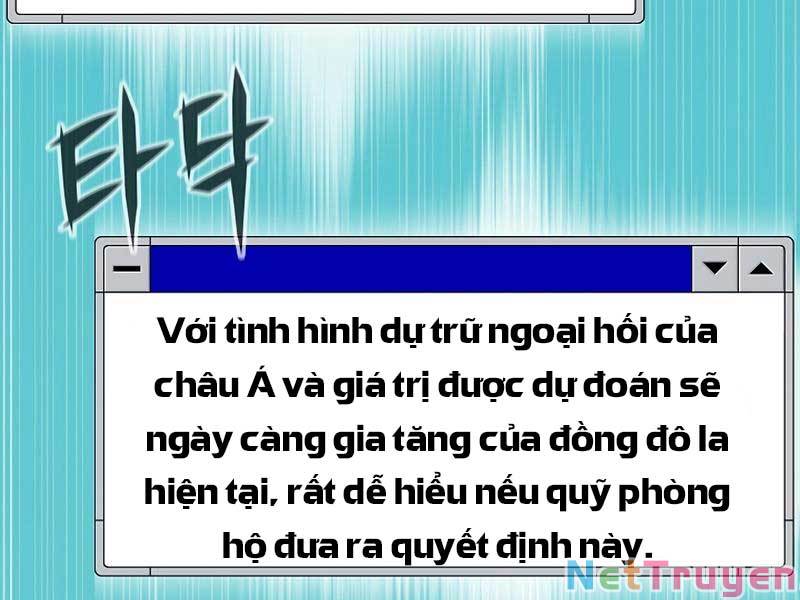 타닥
Với tình hình dự trữ ngoại hối của
châu Á và giá trị được dự đoán sẽ
ngày càng gia tăng của đồng đô la
hiện tại, rất dễ hiểu nếu quỹ phòng
hộ đưa ra quyết định này.
NetTruyen